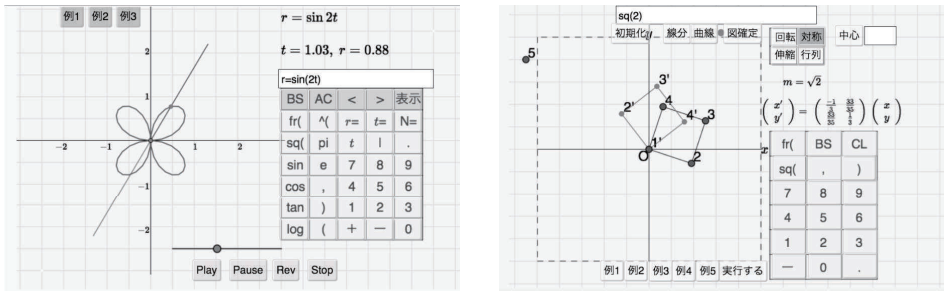 例1 例2 例3
r = sin 2t
t = 1.03, r = 0.88
r=sin(2t)
BS AC < > 表示
fr( ^( r= t= N=
sq( pi t | .
sin e 7 8 9
cos , 4 5 6
tan ) 1 2 3
log ( + − 0
2
1
−2 −1 1 2
−1
−2
Play Pause Rev Stop
sq(2)
初期化 y 線分 曲線 図確定
回転 対称 中心
伸縮 行列
m = √2
fr( BS CL
sq( , )
7 8 9
4 5 6
1 2 3
− 0 .
5
3'
2' 4 4' 3
1'
O 2
x
例1 例2 例3 例4 例5 実行する